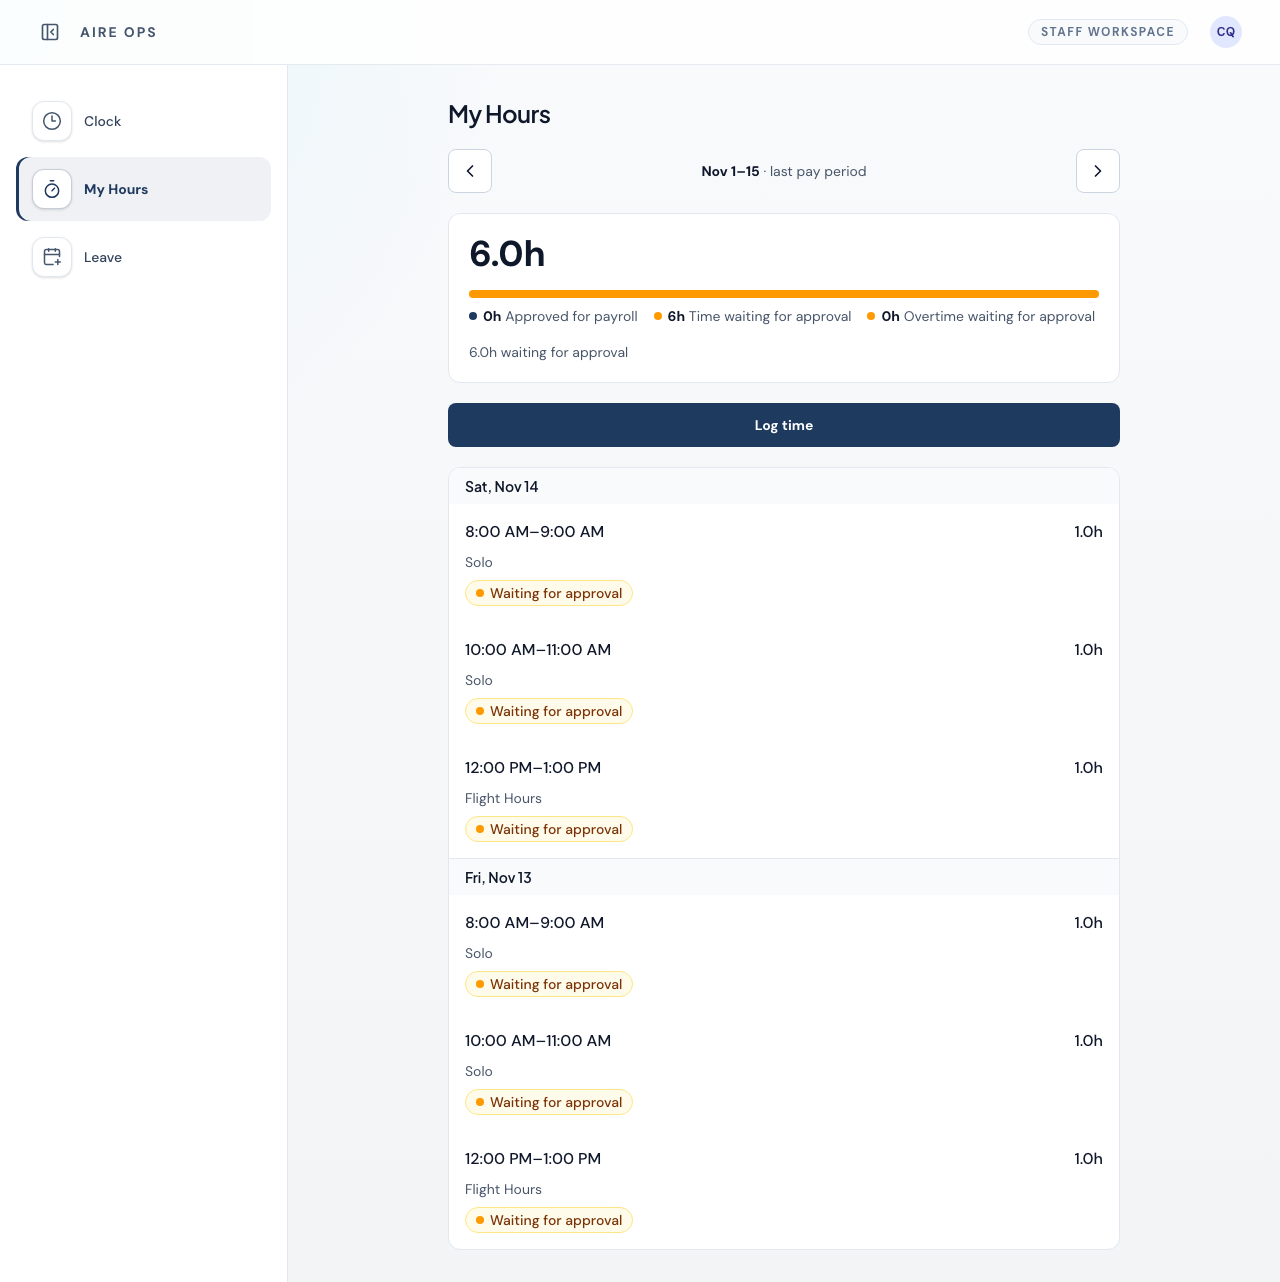 AIRE OPS
STAFF WORKSPACE
CQ
Clock
My Hours
Leave
My Hours
Nov 1–15 · last pay period
6.0h
0h Approved for payroll 6h Time waiting for approval 0h Overtime waiting for approval
6.0h waiting for approval
Log time
Sat, Nov 14
8:00 AM–9:00 AM 1.0h
Solo
Waiting for approval
10:00 AM–11:00 AM 1.0h
Solo
Waiting for approval
12:00 PM–1:00 PM 1.0h
Flight Hours
Waiting for approval
Fri, Nov 13
8:00 AM–9:00 AM 1.0h
Solo
Waiting for approval
10:00 AM–11:00 AM 1.0h
Solo
Waiting for approval
12:00 PM–1:00 PM 1.0h
Flight Hours
Waiting for approval